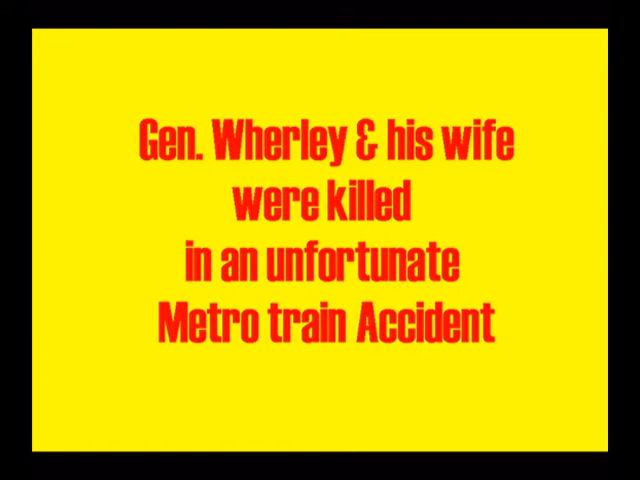 Gen. Wherley & his wife
were killed
in an unfortunate
Metro train Accident